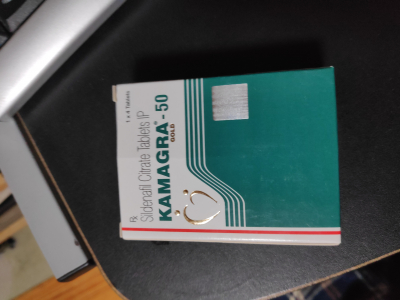 1 x 4 Tablets
Rx
Sildenafil Citrate Tablets IP
KAMAGRA® - 50
GOLD